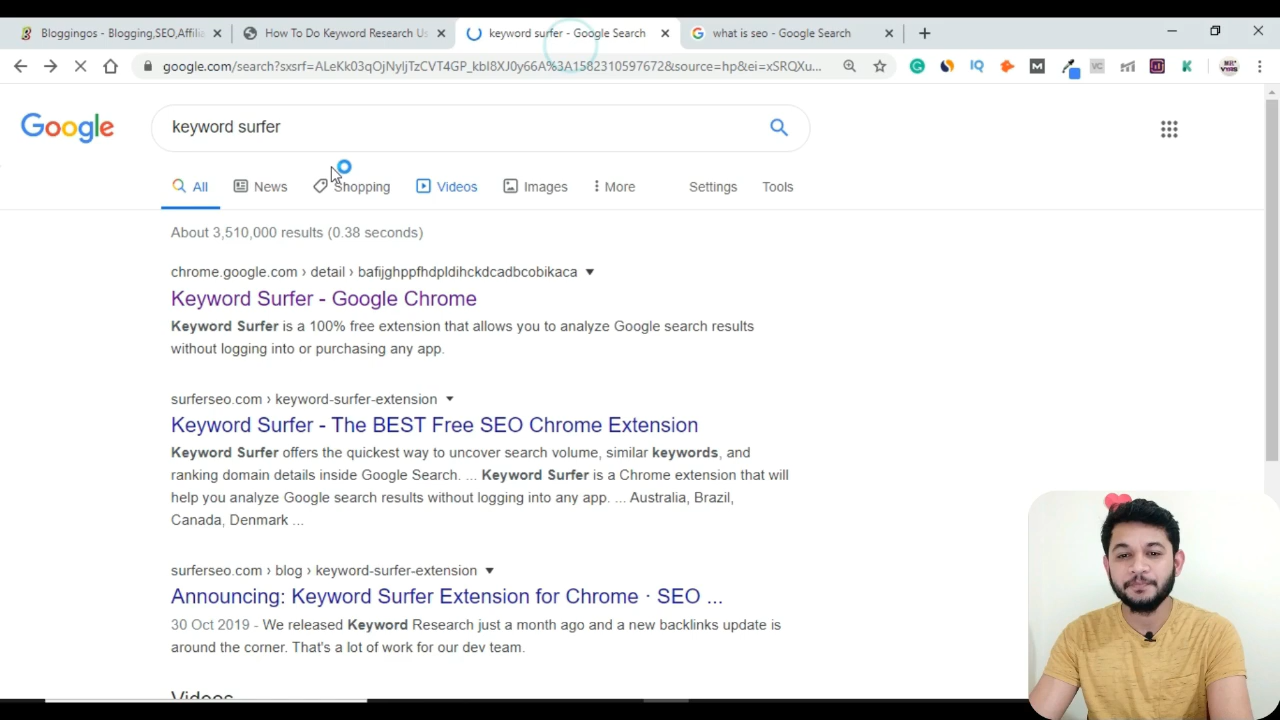 Bloggingos - Blogging,SEO,Affilia
How To Do Keyword Research Us
keyword surfer - Google Search
what is seo - Google Search
google.com/search?sxsrf=ALeKk03qOjNyljTzCVT4GP_kbI8XJ0y66A%3A1582310597672&source=hp&ei=xSRQXu...
Google
keyword surfer
All
News
Shopping
Videos
Images
More
Settings
Tools
About 3,510,000 results (0.38 seconds)
chrome.google.com › detail › bafijghppfhdpldihckdcadbcobikaca
Keyword Surfer - Google Chrome
Keyword Surfer is a 100% free extension that allows you to analyze Google search results
without logging into or purchasing any app.
surferseo.com › keyword-surfer-extension
Keyword Surfer - The BEST Free SEO Chrome Extension
Keyword Surfer offers the quickest way to uncover search volume, similar keywords, and
ranking domain details inside Google Search. ... Keyword Surfer is a Chrome extension that will
help you analyze Google search results without logging into any app. ... Australia, Brazil,
Canada, Denmark ...
surferseo.com › blog › keyword-surfer-extension
Announcing: Keyword Surfer Extension for Chrome · SEO ...
30 Oct 2019 - We released Keyword Research just a month ago and a new backlinks update is
around the corner. That's a lot of work for our dev team.
Videos